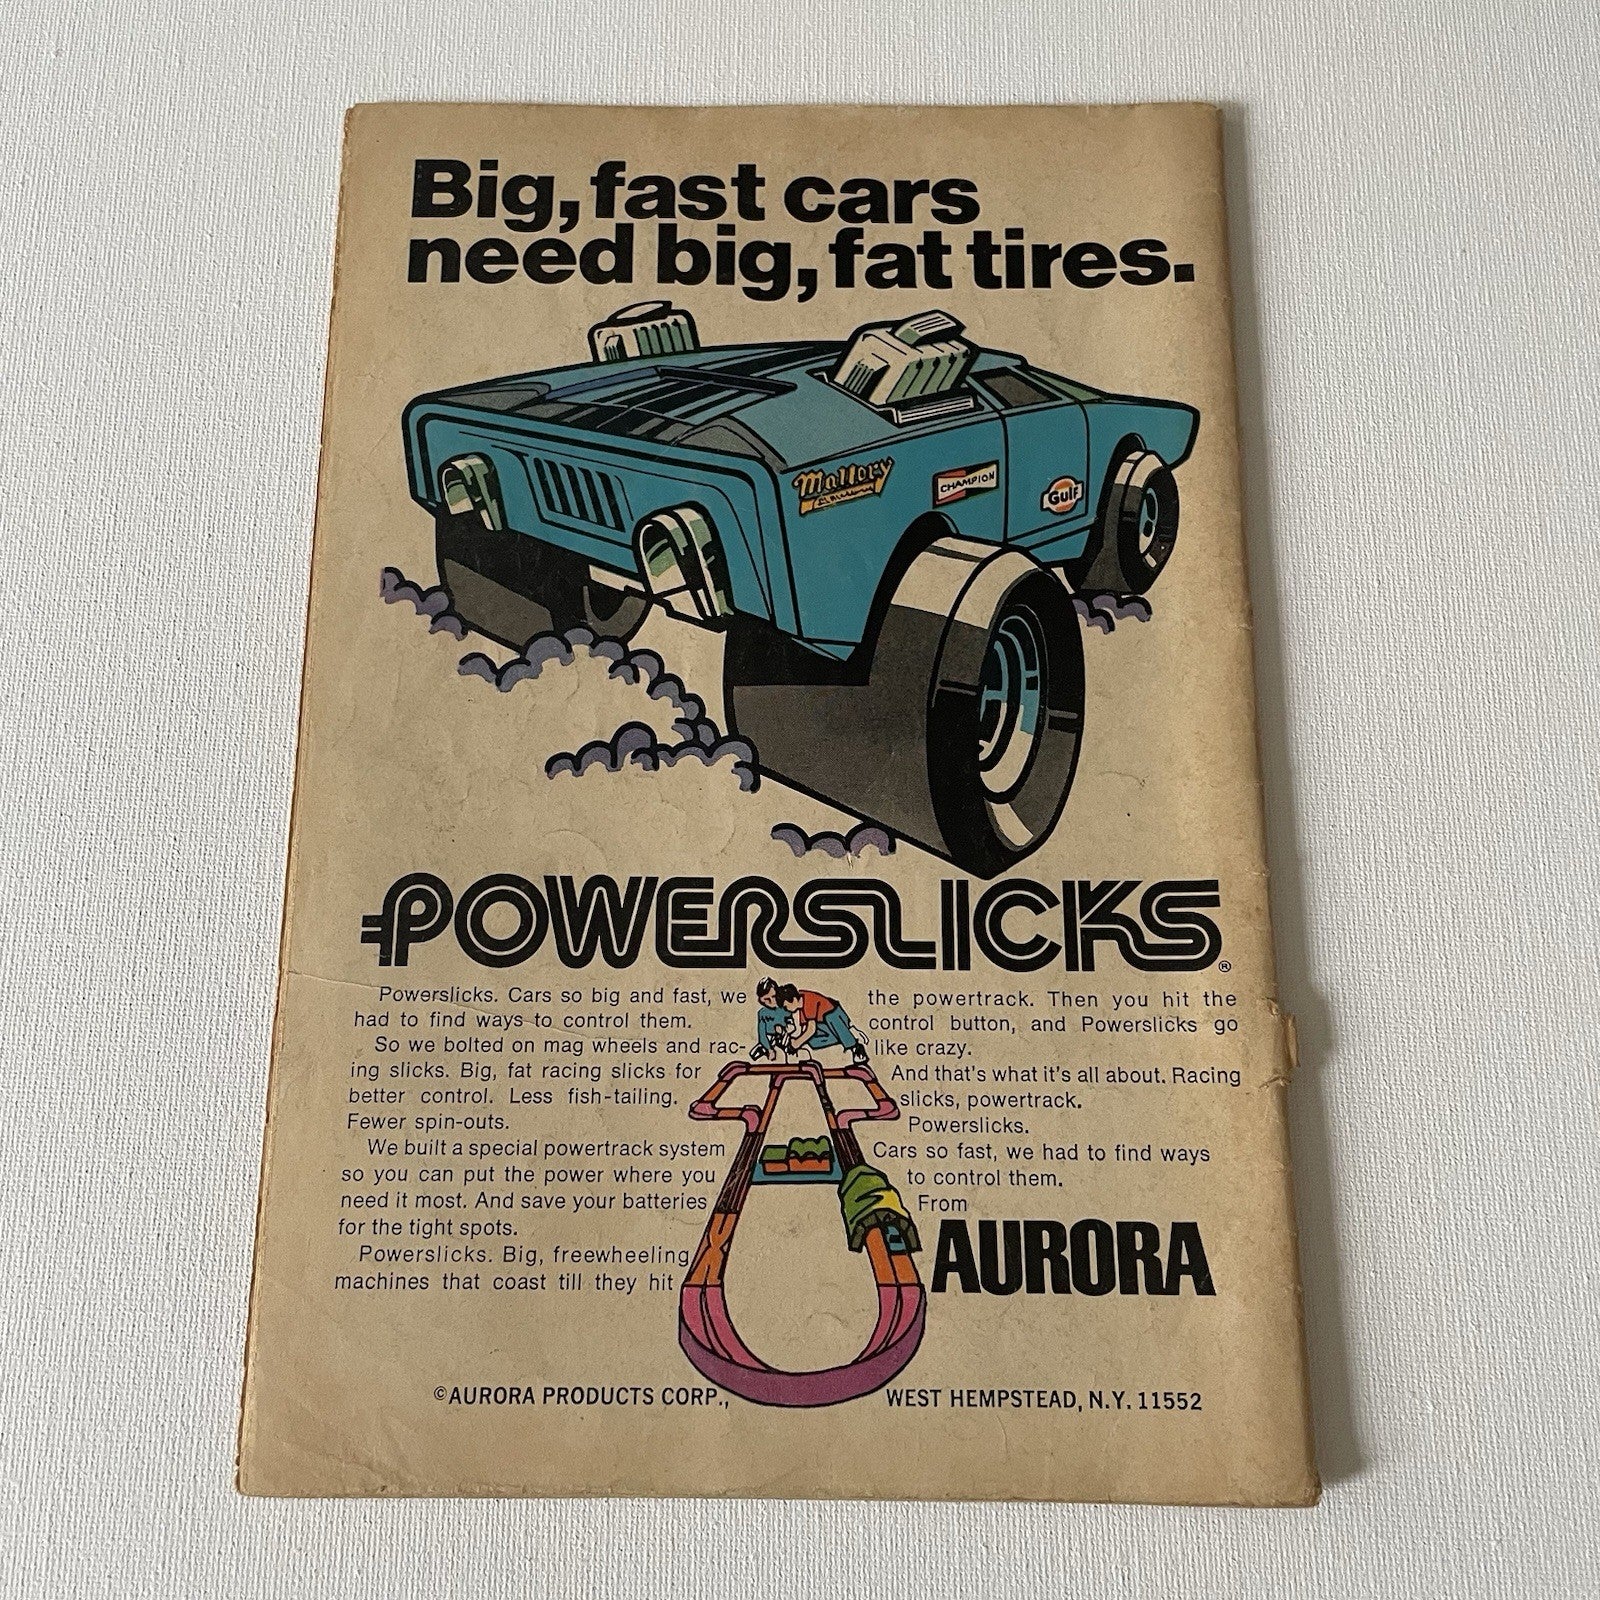 Big, fast cars
need big, fat tires.
Mallory
CHAMPION
Gulf
POWERSLICKS®
Powerslicks. Cars so big and fast, we
had to find ways to control them.
So we bolted on mag wheels and rac-
ing slicks. Big, fat racing slicks for
better control. Less fish-tailing.
Fewer spin-outs.
We built a special powertrack system
so you can put the power where you
need it most. And save your batteries
for the tight spots.
Powerslicks. Big, freewheeling
machines that coast till they hit
the powertrack. Then you hit the
control button, and Powerslicks go
like crazy.
And that's what it's all about. Racing
slicks, powertrack.
Powerslicks.
Cars so fast, we had to find ways
to control them.
From
AURORA
©AURORA PRODUCTS CORP., WEST HEMPSTEAD, N.Y. 11552